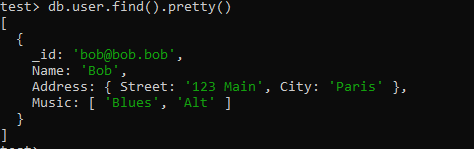 test> db.user.find().pretty()
[
  {
    _id: 'bob@bob.bob',
    Name: 'Bob',
    Address: { Street: '123 Main', City: 'Paris' },
    Music: [ 'Blues', 'Alt' ]
  }
]
test>